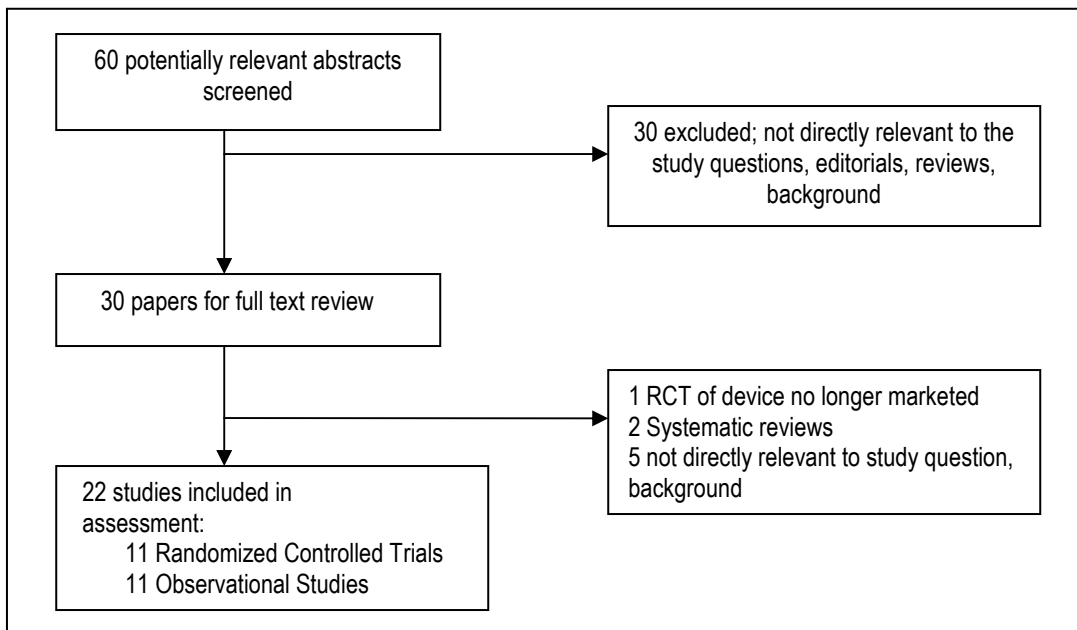 60 potentially relevant abstracts
screened
30 excluded; not directly relevant to the
study questions, editorials, reviews,
background
30 papers for full text review
1 RCT of device no longer marketed
2 Systematic reviews
5 not directly relevant to study question,
background
22 studies included in
assessment:
11 Randomized Controlled Trials
11 Observational Studies